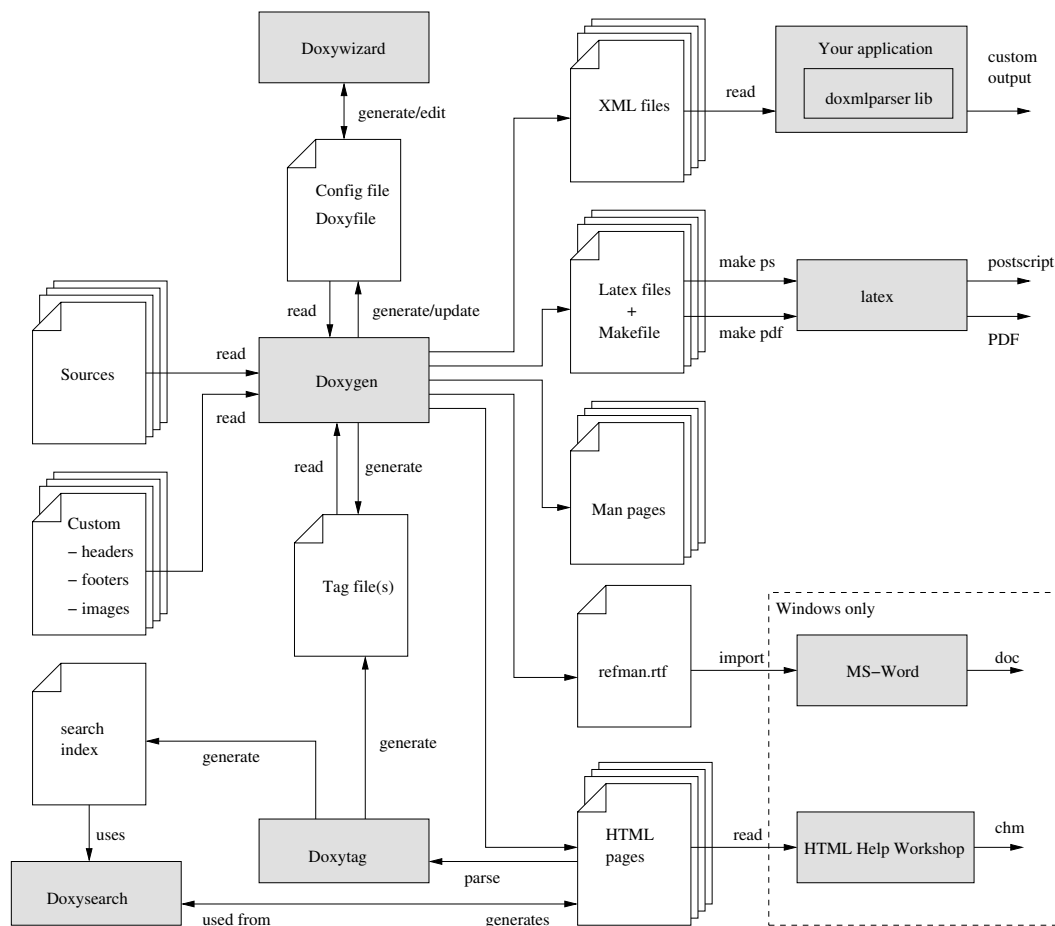 Doxywizard
generate/edit
Config file
Doxyfile
read
generate/update
Sources
read
read
Doxygen
Custom
– headers
– footers
– images
read
generate
Tag file(s)
search
index
generate
generate
uses
Doxytag
Doxysearch
parse
used from
generates
XML files
read
Your application
doxmlparser lib
custom
output
Latex files
+
Makefile
make ps
make pdf
latex
postscript
PDF
Man pages
refman.rtf
import
Windows only
MS–Word
doc
HTML
pages
read
HTML Help Workshop
chm